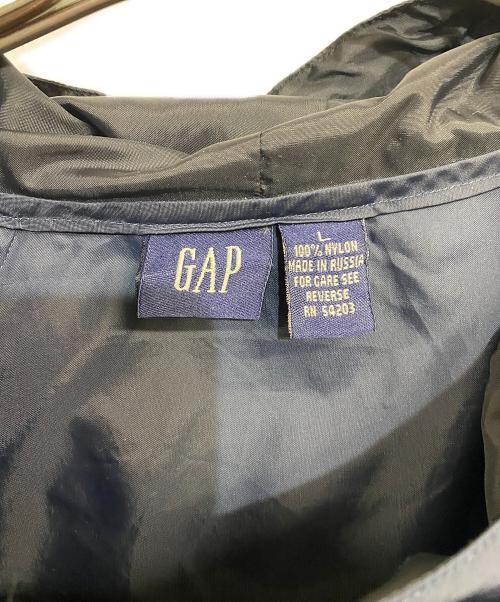 GAP
L
100% NYLON
MADE IN RUSSIA
FOR CARE SEE
REVERSE
RN 54203